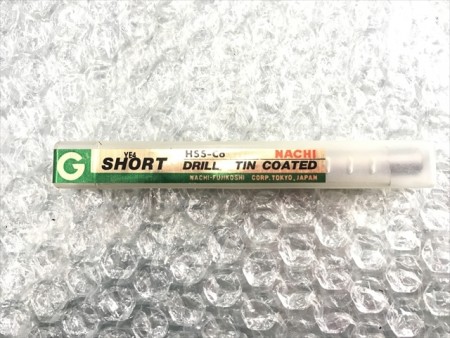 G
SHORT HSS-Co NACHI
DRILL TIN COATED
NACHI-FUJIKOSHI CORP. TOKYO, JAPAN